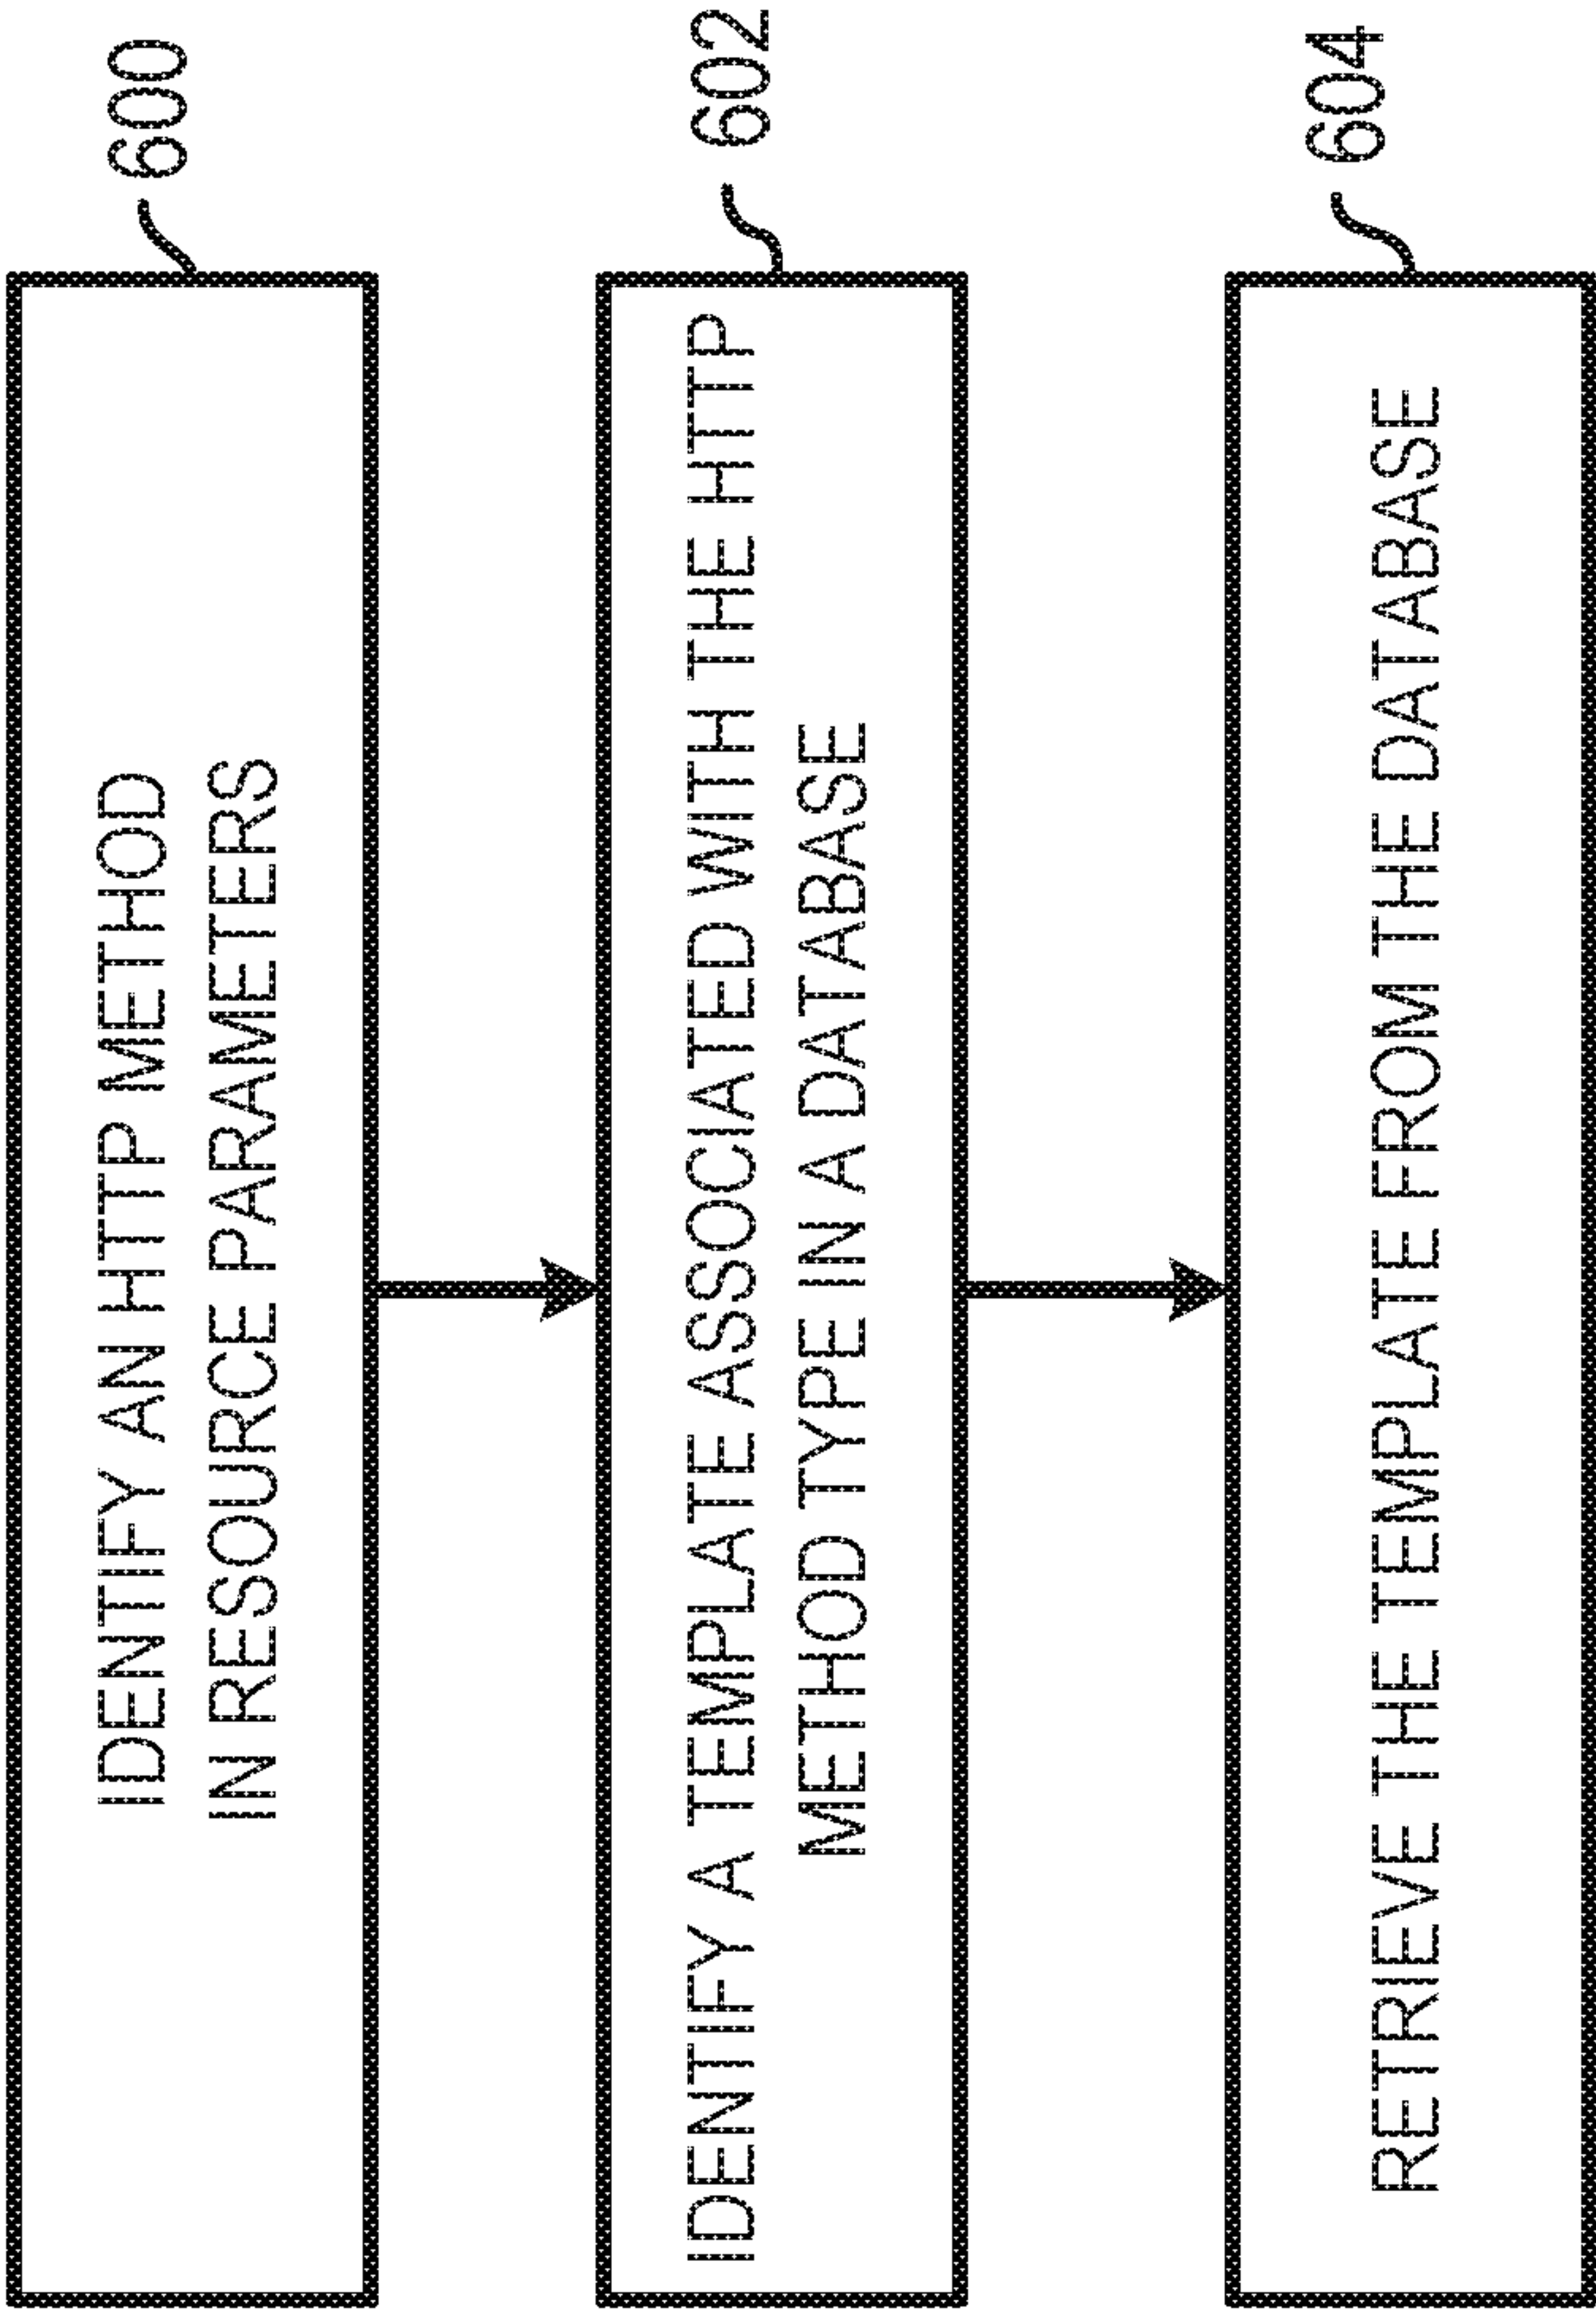 IDENTIFY AN HTTP METHOD
IN RESOURCE PARAMETERS
600
IDENTIFY A TEMPLATE ASSOCIATED WITH THE HTTP
METHOD TYPE IN A DATABASE
602
RETRIEVE THE TEMPLATE FROM THE DATABASE
604